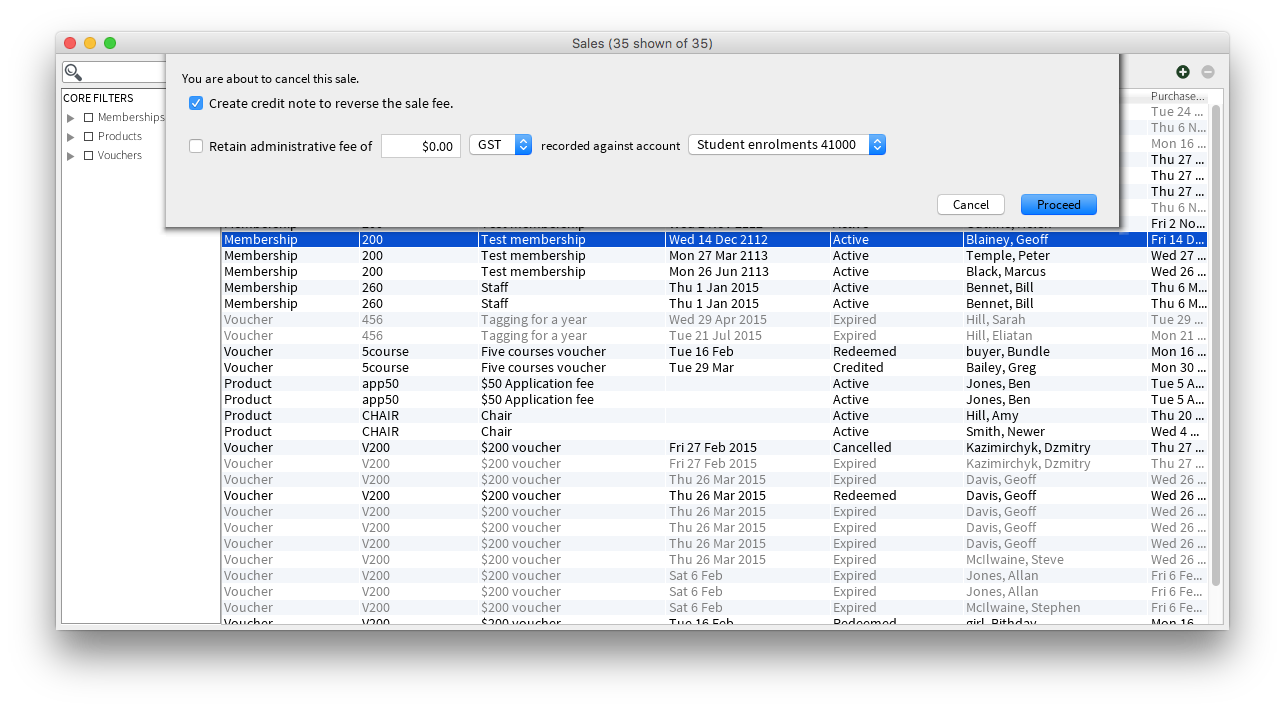 Sales (35 shown of 35)
You are about to cancel this sale.
Create credit note to reverse the sale fee.
Retain administrative fee of $0.00 GST recorded against account Student enrolments 41000
Cancel Proceed
CORE FILTERS
Memberships
Products
Vouchers
Purchase...
Tue 24 ...
Thu 6 N...
Mon 16 ...
Thu 27 ...
Thu 27 ...
Thu 27 ...
Thu 6 N...
Fri 2 No...
Membership 200 Test membership Wed 14 Dec 2112 Active Blainey, Geoff Fri 14 D...
Membership 200 Test membership Mon 27 Mar 2113 Active Temple, Peter Wed 27 ...
Membership 200 Test membership Mon 26 Jun 2113 Active Black, Marcus Wed 26 ...
Membership 260 Staff Thu 1 Jan 2015 Active Bennet, Bill Thu 6 M...
Membership 260 Staff Thu 1 Jan 2015 Active Bennet, Bill Thu 6 M...
Voucher 456 Tagging for a year Wed 29 Apr 2015 Expired Hill, Sarah Tue 29 ...
Voucher 456 Tagging for a year Tue 21 Jul 2015 Expired Hill, Eliatan Mon 21 ...
Voucher 5course Five courses voucher Tue 16 Feb Redeemed buyer, Bundle Mon 16 ...
Voucher 5course Five courses voucher Tue 29 Mar Credited Bailey, Greg Mon 30 ...
Product app50 $50 Application fee Active Jones, Ben Tue 5 A...
Product app50 $50 Application fee Active Jones, Ben Tue 5 A...
Product CHAIR Chair Active Hill, Amy Thu 20 ...
Product CHAIR Chair Active Smith, Newer Wed 4 ...
Voucher V200 $200 voucher Fri 27 Feb 2015 Cancelled Kazimirchyk, Dzmitry Thu 27 ...
Voucher V200 $200 voucher Fri 27 Feb 2015 Expired Kazimirchyk, Dzmitry Thu 27 ...
Voucher V200 $200 voucher Thu 26 Mar 2015 Expired Davis, Geoff Wed 26 ...
Voucher V200 $200 voucher Thu 26 Mar 2015 Redeemed Davis, Geoff Wed 26 ...
Voucher V200 $200 voucher Thu 26 Mar 2015 Expired Davis, Geoff Wed 26 ...
Voucher V200 $200 voucher Thu 26 Mar 2015 Expired Davis, Geoff Wed 26 ...
Voucher V200 $200 voucher Thu 26 Mar 2015 Expired Davis, Geoff Wed 26 ...
Voucher V200 $200 voucher Thu 26 Mar 2015 Expired McIlwaine, Steve Wed 26 ...
Voucher V200 $200 voucher Sat 6 Feb Expired Jones, Allan Fri 6 Fe...
Voucher V200 $200 voucher Sat 6 Feb Expired Jones, Allan Fri 6 Fe...
Voucher V200 $200 voucher Sat 6 Feb Expired McIlwaine, Stephen Fri 6 Fe...
Voucher V200 $200 voucher Tue 16 Feb Redeemed girl, Bithday Mon 16 ...